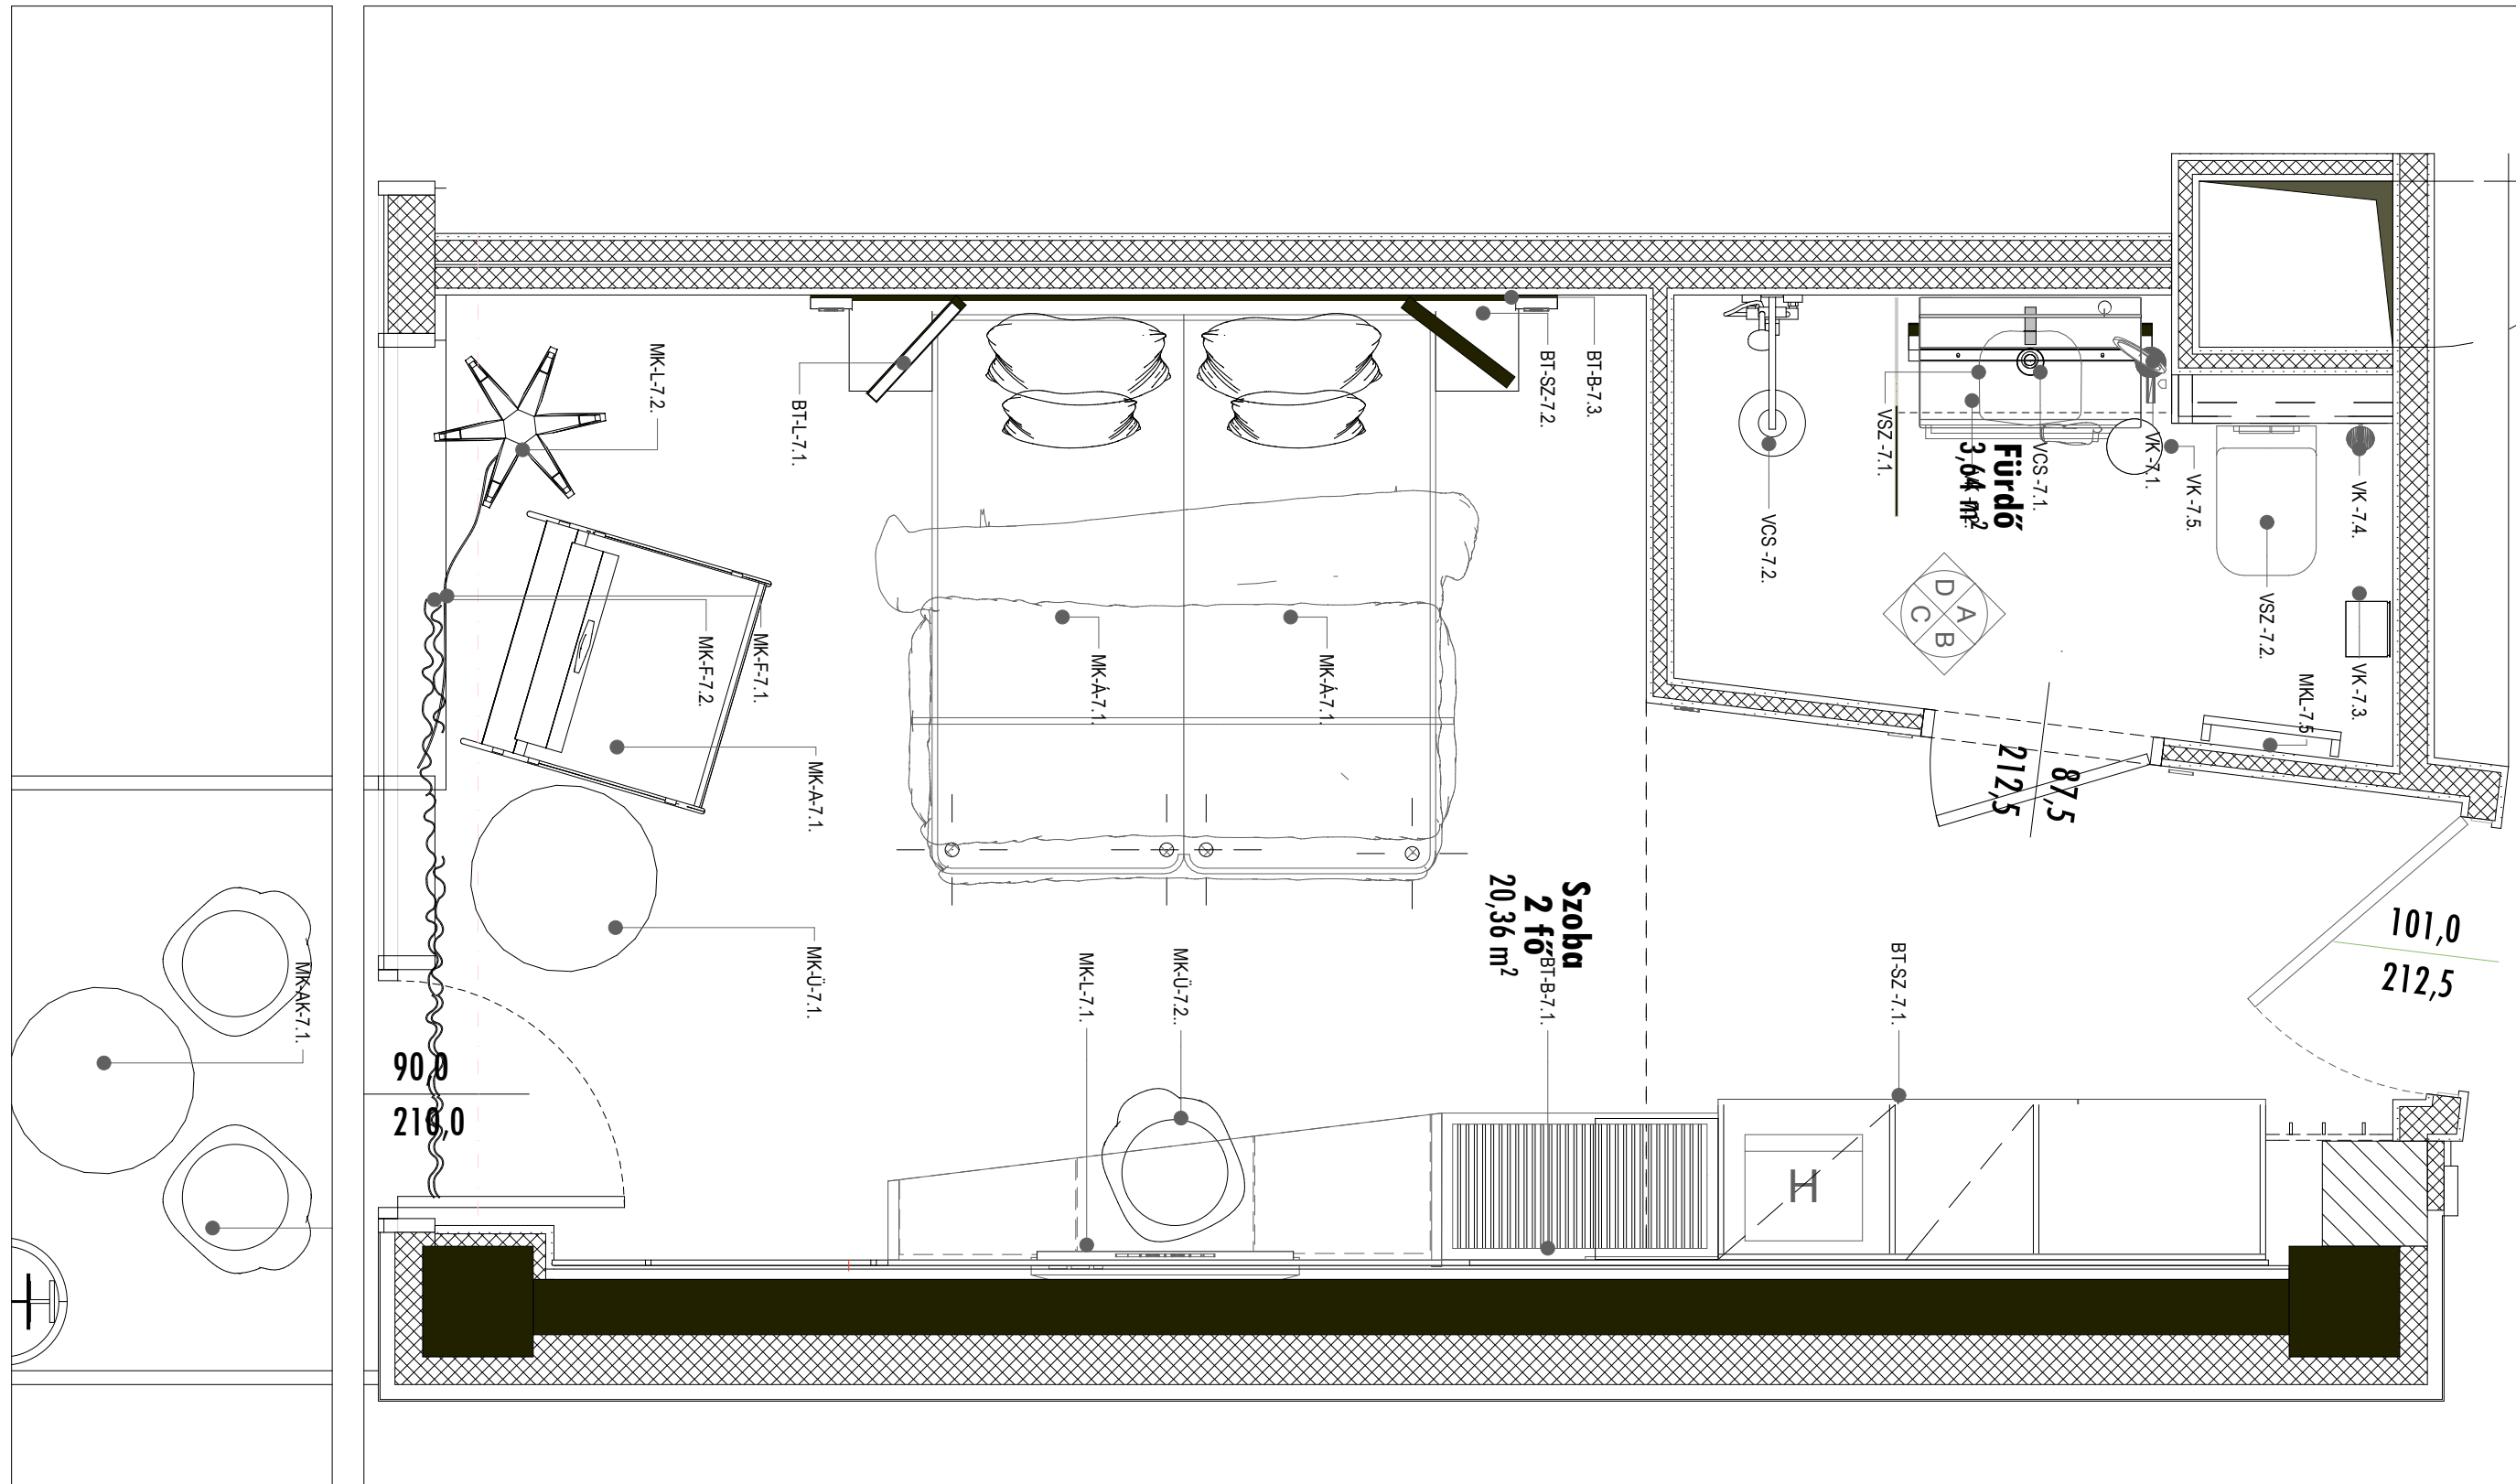 MK-L-7.2.
BT-L-7.1.
BT-SZ-7.2.
BT-B-7.3.
VSZ -7.1.
Fürdő
3,64 m²
VCS -7.1.
VK -7.1.
VK -7.5.
VK -7.4.
VCS -7.2.
VSZ -7.2.
VK -7.3.
MKL-7.5
D
A
C
B
MK-F-7.2.
MK-F-7.1.
MK-Á-7.1.
MK-Á-7.1.
MK-A-7.1.
87,5
212,5
101,0
212,5
Szoba
2 fő
20,36 m²
BT-B-7.1.
MK-Ü-7.1.
MK-L-7.1.
MK-Ü-7.2..
BT-SZ -7.1.
MK-AK-7.1.
90,0
210,0
H